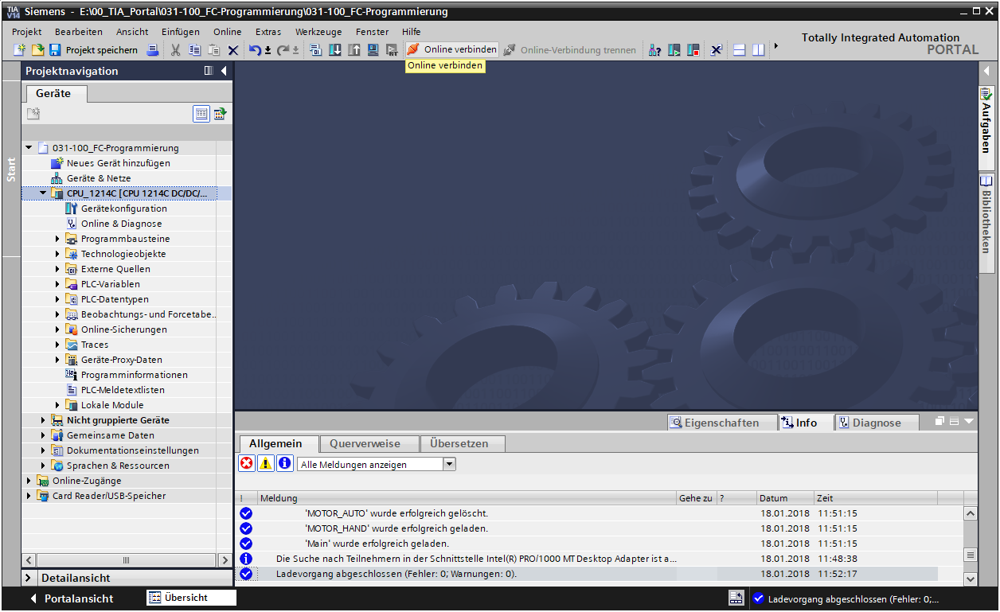 TIA
V14
Siemens - E:\00_TIA_Portal\031-100_FC-Programmierung\031-100_FC-Programmierung
Projekt Bearbeiten Ansicht Einfügen Online Extras Werkzeuge Fenster Hilfe
Projekt speichern RT Online verbinden Online-Verbindung trennen
Online verbinden
Totally Integrated Automation
PORTAL
Projektnavigation
Geräte
Start
031-100_FC-Programmierung
Neues Gerät hinzufügen
Geräte & Netze
CPU_1214C [CPU 1214C DC/DC/...
Gerätekonfiguration
Online & Diagnose
Programmbausteine
Technologieobjekte
Externe Quellen
PLC-Variablen
PLC-Datentypen
Beobachtungs- und Forcetabe..
Online-Sicherungen
Traces
Geräte-Proxy-Daten
Programminformationen
PLC-Meldetextlisten
Lokale Module
Nicht gruppierte Geräte
Gemeinsame Daten
Dokumentationseinstellungen
Sprachen & Ressourcen
Online-Zugänge
Card Reader/USB-Speicher
Detailansicht
Aufgaben
Bibliotheken
Eigenschaften Info Diagnose
Allgemein Querverweise Übersetzen
Alle Meldungen anzeigen
! Meldung Gehe zu ? Datum Zeit
'MOTOR_AUTO' wurde erfolgreich gelöscht. 18.01.2018 11:51:15
'MOTOR_HAND' wurde erfolgreich geladen. 18.01.2018 11:51:15
'Main' wurde erfolgreich geladen. 18.01.2018 11:51:15
Die Suche nach Teilnehmern in der Schnittstelle Intel(R) PRO/1000 MT Desktop Adapter ist a... 18.01.2018 11:48:38
Ladevorgang abgeschlossen (Fehler: 0; Warnungen: 0). 18.01.2018 11:52:17
Portalansicht Übersicht Ladevorgang abgeschlossen (Fehler: 0;...